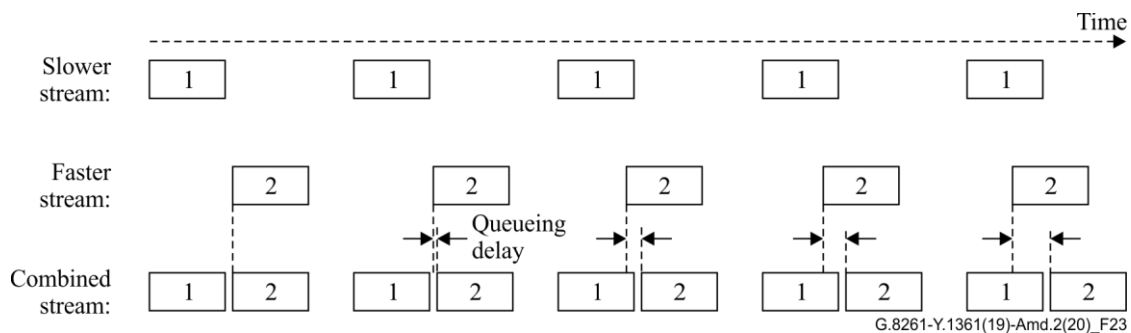 Time
Slower
stream:
1 1 1 1 1
Faster
stream:
2 2 2 2 2
Queueing
delay
Combined
stream:
1 2 1 2 1 2 1 2 1 2
G.8261-Y.1361(19)-Amd.2(20)_F23